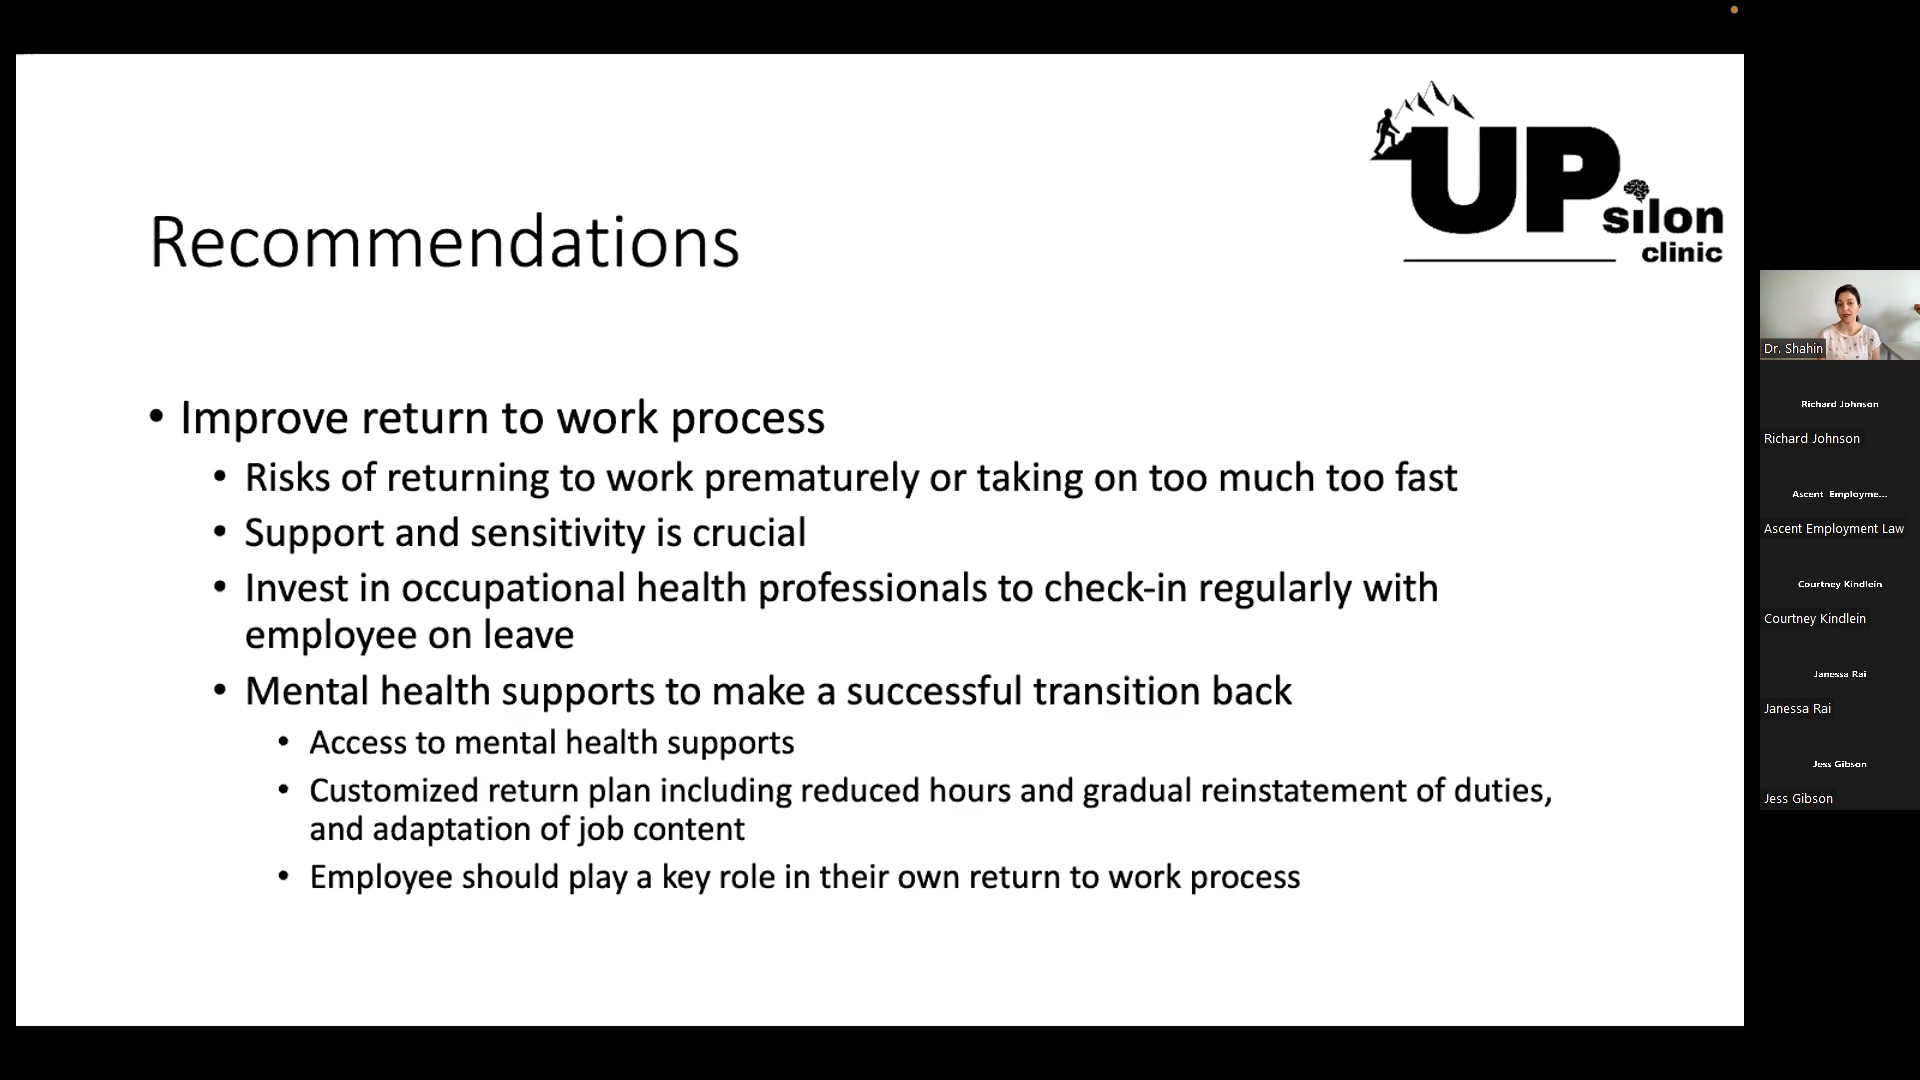 UP
silon
clinic
Recommendations
• Improve return to work process
• Risks of returning to work prematurely or taking on too much too fast
• Support and sensitivity is crucial
• Invest in occupational health professionals to check-in regularly with
employee on leave
• Mental health supports to make a successful transition back
• Access to mental health supports
• Customized return plan including reduced hours and gradual reinstatement of duties,
and adaptation of job content
• Employee should play a key role in their own return to work process
Dr. Shahin
Richard Johnson
Richard Johnson
Ascent Employme...
Ascent Employment Law
Courtney Kindlein
Courtney Kindlein
Janessa Rai
Janessa Rai
Jess Gibson
Jess Gibson